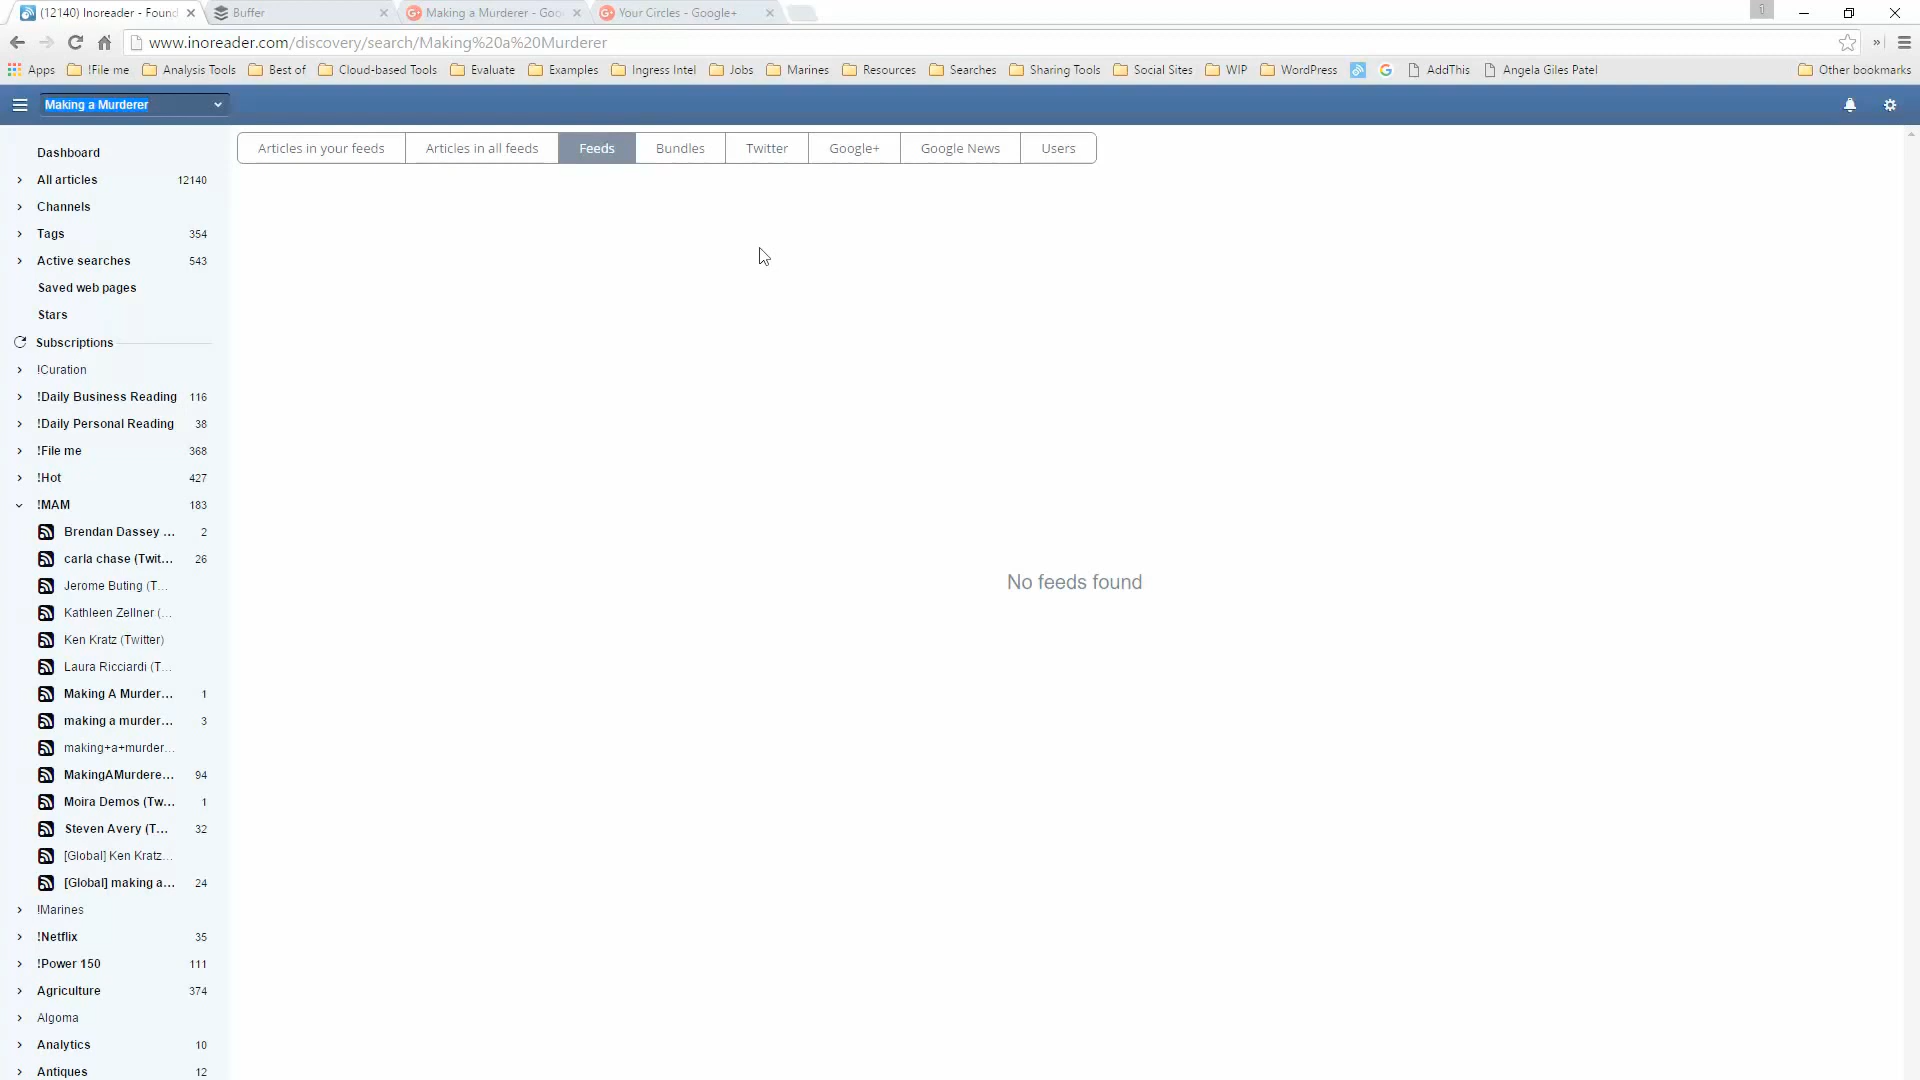 (12140) Inoreader - Found
Buffer
Making a Murderer - Goo
Your Circles - Google+
1
www.inoreader.com/discovery/search/Making%20a%20Murderer
Apps
!File me
Analysis Tools
Best of
Cloud-based Tools
Evaluate
Examples
Ingress Intel
Jobs
Marines
Resources
Searches
Sharing Tools
Social Sites
WIP
WordPress
AddThis
Angela Giles Patel
Other bookmarks
Making a Murderer
Articles in your feeds
Articles in all feeds
Feeds
Bundles
Twitter
Google+
Google News
Users
Dashboard
All articles 12140
Channels
Tags 354
Active searches 543
Saved web pages
Stars
Subscriptions
!Curation
!Daily Business Reading 116
!Daily Personal Reading 38
!File me 368
!Hot 427
!MAM 183
Brendan Dassey ... 2
carla chase (Twit... 26
Jerome Buting (T...
Kathleen Zellner (...
Ken Kratz (Twitter)
Laura Ricciardi (T...
Making A Murder... 1
making a murder... 3
making+a+murder...
MakingAMurdere... 94
Moira Demos (Tw... 1
Steven Avery (T... 32
[Global] Ken Kratz...
[Global] making a... 24
!Marines
!Netflix 35
!Power 150 111
Agriculture 374
Algoma
Analytics 10
Antiques 12
No feeds found